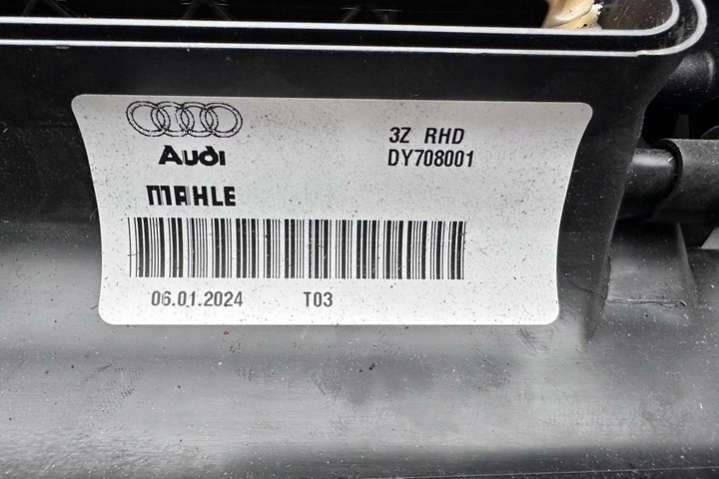 3Z RHD
Audi
DY708001
MAHLE
06.01.2024 T03